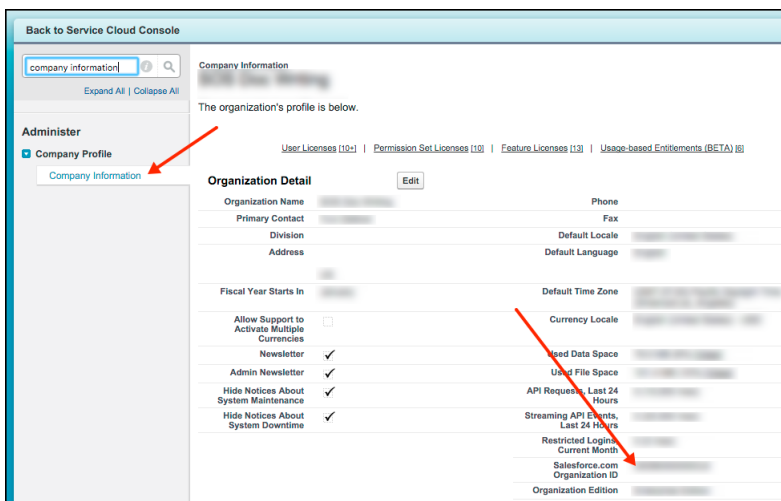 Back to Service Cloud Console
company information
Expand All | Collapse All
Administer
Company Profile
Company Information
Company Information
The organization's profile is below.
User Licenses [10+] | Permission Set Licenses [10] | Feature Licenses [13] | Usage-based Entitlements (BETA) [6]
Organization Detail Edit
Organization Name Phone
Primary Contact Fax
Division Default Locale
Address Default Language
Fiscal Year Starts In Default Time Zone
Allow Support to
Activate Multiple
Currencies
Currency Locale
Newsletter Used Data Space
Admin Newsletter Used File Space
Hide Notices About
System Maintenance
API Requests, Last 24
Hours
Hide Notices About
System Downtime
Streaming API Events,
Last 24 Hours
Restricted Logins,
Current Month
Salesforce.com
Organization ID
Organization Edition